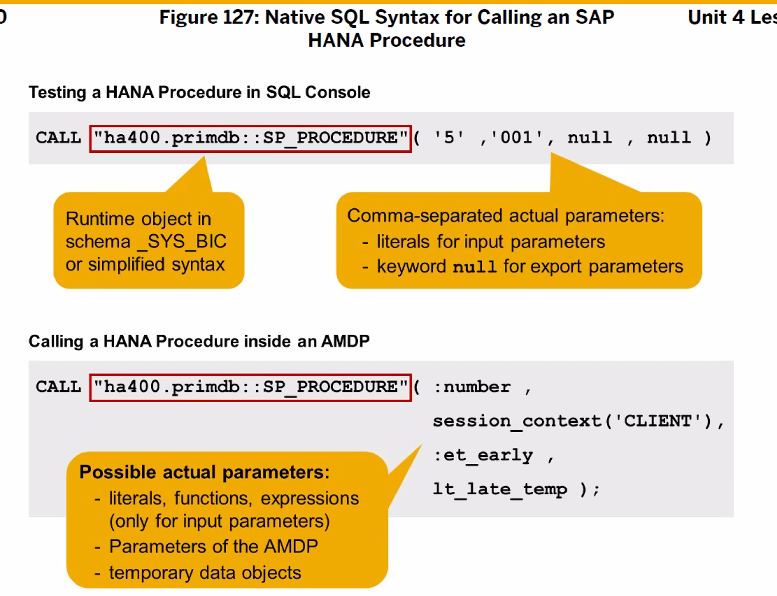 0
Figure 127: Native SQL Syntax for Calling an SAP
HANA Procedure
Unit 4 Les
Testing a HANA Procedure in SQL Console
CALL "ha400.primdb::SP_PROCEDURE"( '5' ,'001', null , null )
Runtime object in
schema _SYS_BIC
or simplified syntax
Comma-separated actual parameters:
- literals for input parameters
- keyword null for export parameters
Calling a HANA Procedure inside an AMDP
CALL "ha400.primdb::SP_PROCEDURE"( :number ,
session_context('CLIENT'),
:et_early ,
lt_late_temp );
Possible actual parameters:
- literals, functions, expressions
(only for input parameters)
- Parameters of the AMDP
- temporary data objects